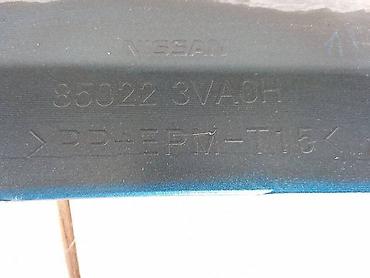 NISSAN
85022 3VA0H
>PP+EPM-T15<